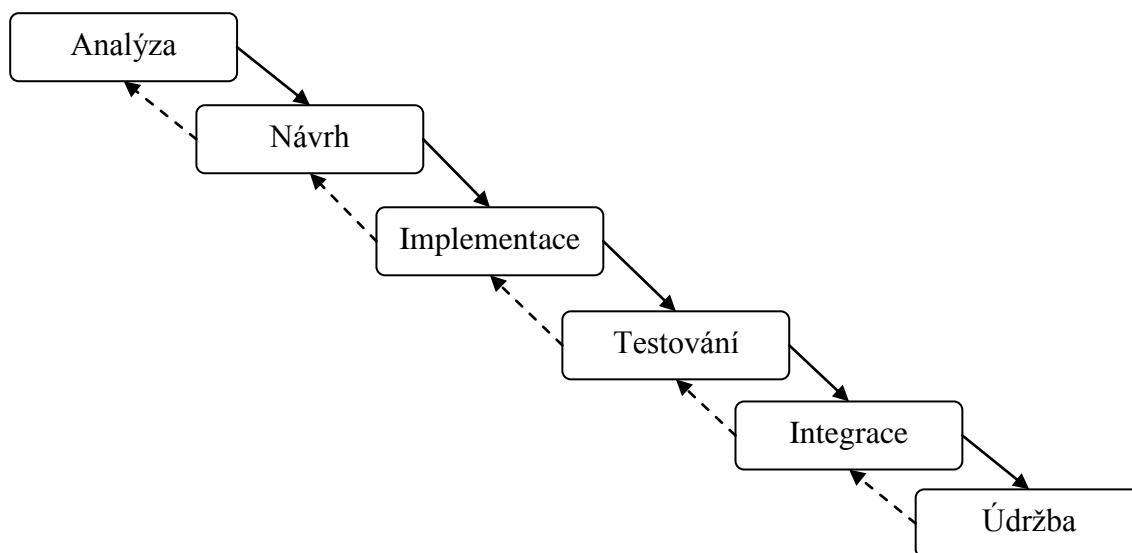 Analýza
Návrh
Implementace
Testování
Integrace
Údržba